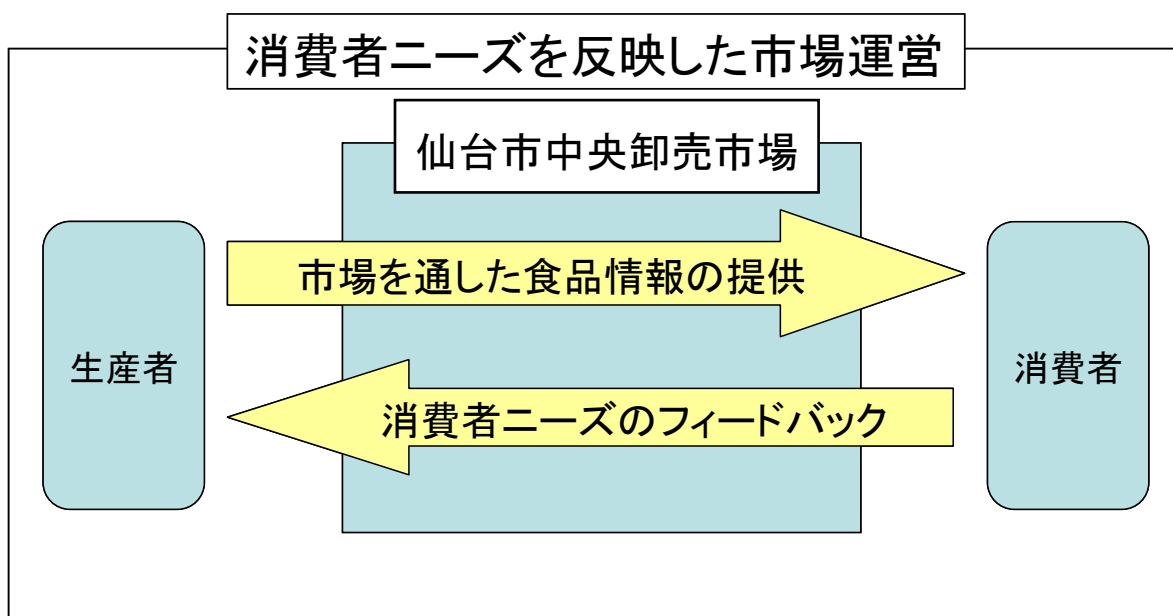 消費者ニーズを反映した市場運営
仙台市中央卸売市場
市場を通した食品情報の提供
生産者
消費者
消費者ニーズのフィードバック